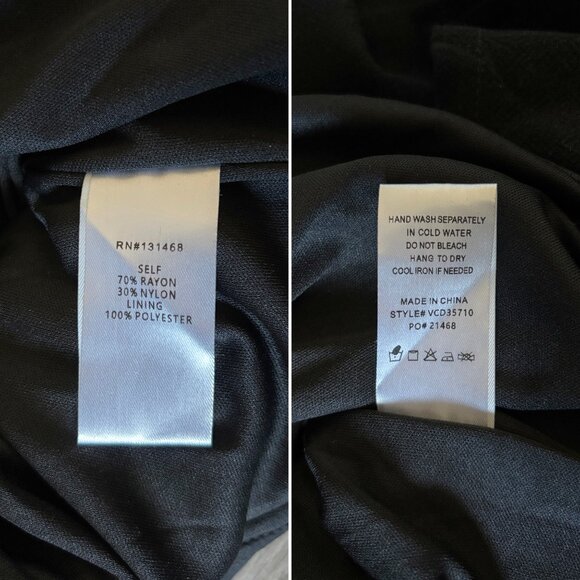 RN#131468
SELF
70% RAYON
30% NYLON
LINING
100% POLYESTER
HAND WASH SEPARATELY
IN COLD WATER
DO NOT BLEACH
HANG TO DRY
COOL IRON IF NEEDED
MADE IN CHINA
STYLE# VCD35710
PO# 21468